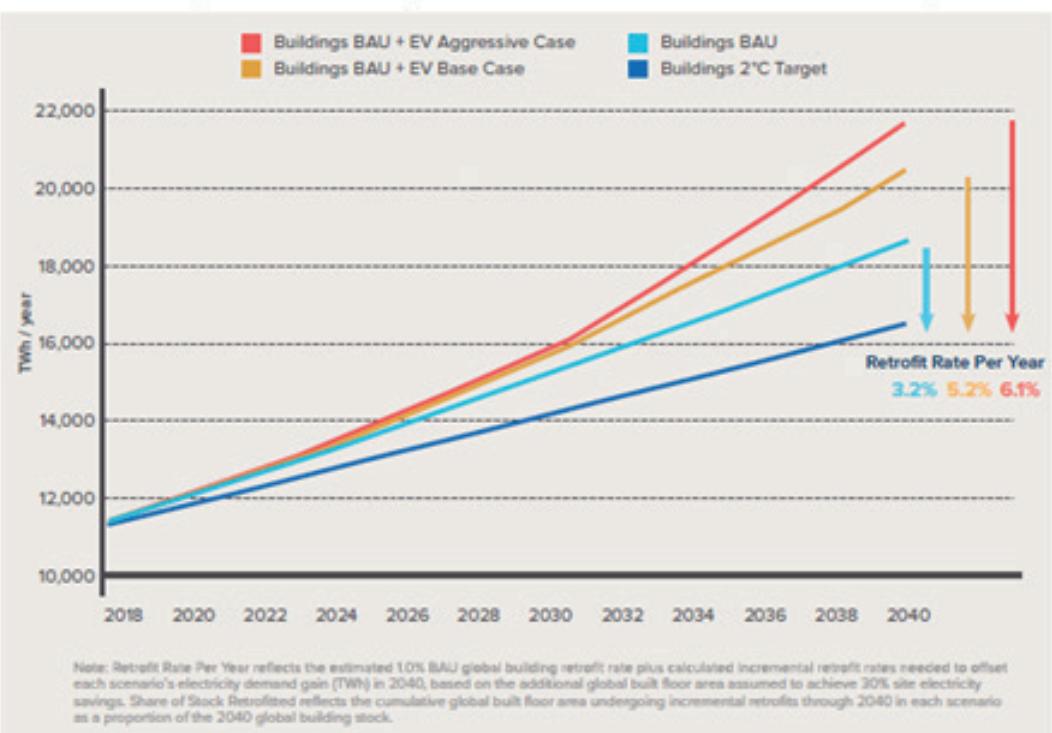 Buildings BAU + EV Aggressive Case
Buildings BAU
Buildings BAU + EV Base Case
Buildings 2°C Target
22,000
20,000
18,000
16,000
14,000
12,000
10,000
TWh / year
Retrofit Rate Per Year
3.2% 5.2% 6.1%
2018 2020 2022 2024 2026 2028 2030 2032 2034 2036 2038 2040
Note: Retrofit Rate Per Year reflects the estimated 1.0% BAU global building retrofit rate plus calculated incremental retrofit rates needed to offset
each scenario's electricity demand gain (TWh) in 2040, based on the additional global built floor area assumed to achieve 30% site electricity
savings. Share of Stock Retrofitted reflects the cumulative global built floor area undergoing incremental retrofits through 2040 in each scenario
as a proportion of the 2040 global building stock.